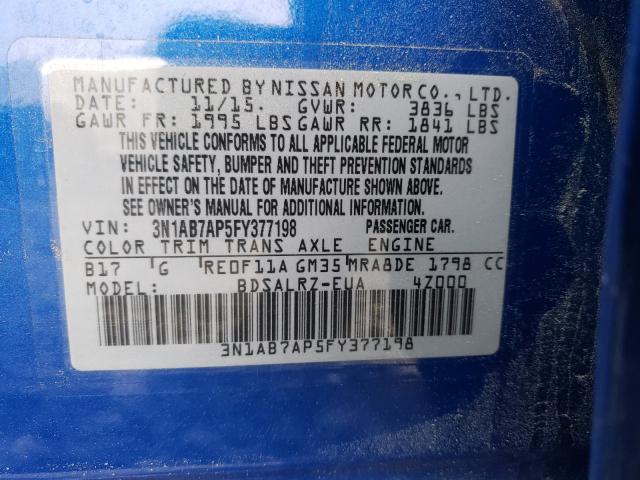 MANUFACTURED BY NISSAN MOTOR CO., LTD.
DATE: 11/15. GVWR: 3836 LBS
GAWR FR: 1995 LBS GAWR RR: 1841 LBS
THIS VEHICLE CONFORMS TO ALL APPLICABLE FEDERAL MOTOR
VEHICLE SAFETY, BUMPER AND THEFT PREVENTION STANDARDS
IN EFFECT ON THE DATE OF MANUFACTURE SHOWN ABOVE.
SEE OWNER'S MANUAL FOR ADDITIONAL INFORMATION.
VIN: 3N1AB7AP5FY377198 PASSENGER CAR.
COLOR TRIM TRANS AXLE ENGINE
B17 G RE0F11A GM35 MRA8DE 1798 CC
MODEL: BDSALRZ-EUA 4Z000
3N1AB7AP5FY377198